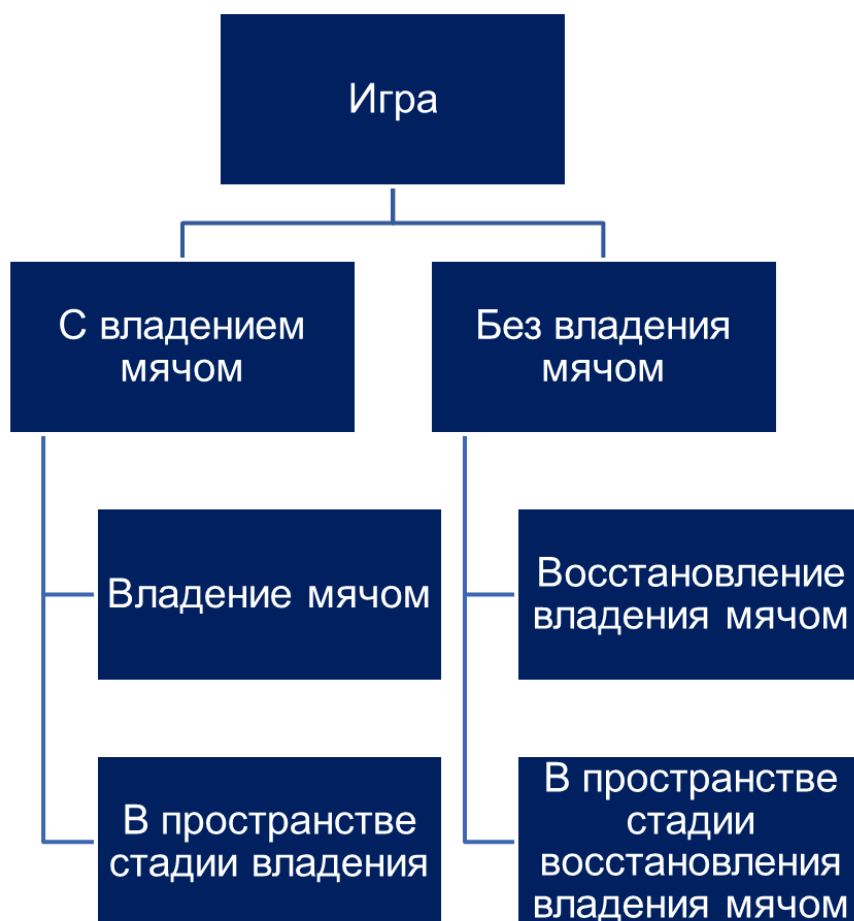 Игра
С владением
мячом
Без владения
мячом
Владение мячом
Восстановление
владения мячом
В пространстве
стадии владения
В пространстве
стадии
восстановления
владения мячом